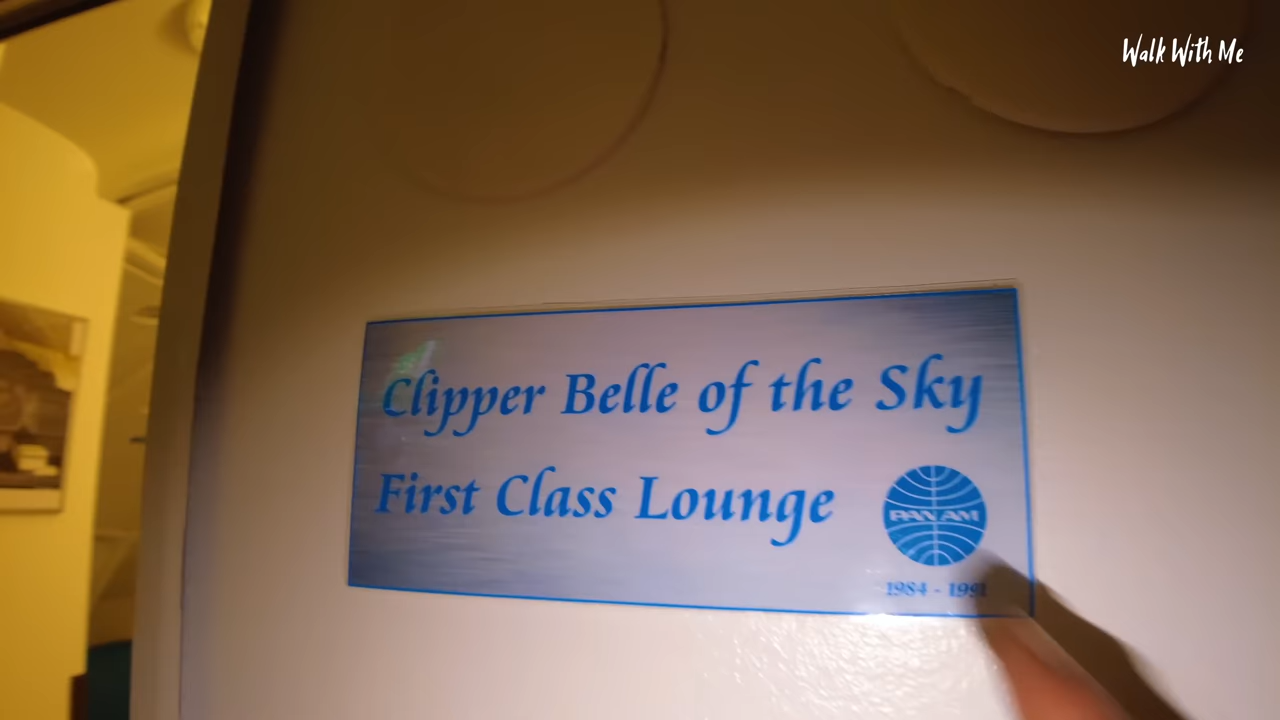 Walk With Me
Clipper Belle of the Sky
First Class Lounge
PAN AM
1984 - 1991